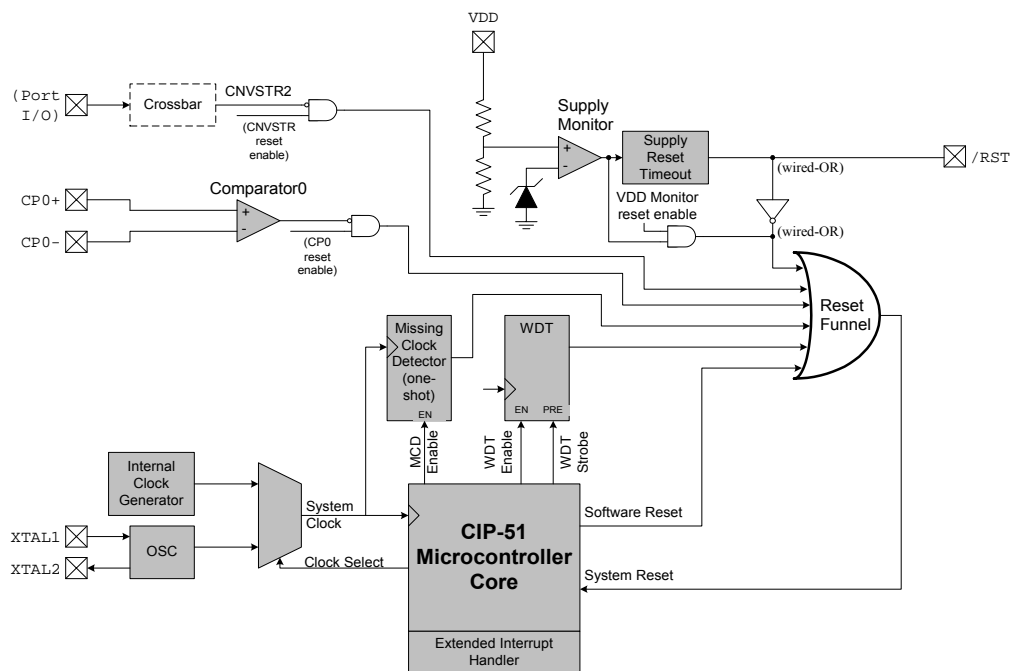 VDD
(Port
I/O)
Crossbar
CNVSTR2
(CNVSTR
reset
enable)
Supply
Monitor
+
-
Supply
Reset
Timeout
(wired-OR)
/RST
CP0+
CP0-
Comparator0
+
-
(CP0
reset
enable)
VDD Monitor
reset enable
(wired-OR)
Reset
Funnel
Missing
Clock
Detector
(one-
shot)
EN
WDT
EN
PRE
MCD
Enable
WDT
Enable
WDT
Strobe
Internal
Clock
Generator
System
Clock
XTAL1
XTAL2
OSC
Clock Select
CIP-51
Microcontroller
Core
Software Reset
System Reset
Extended Interrupt
Handler